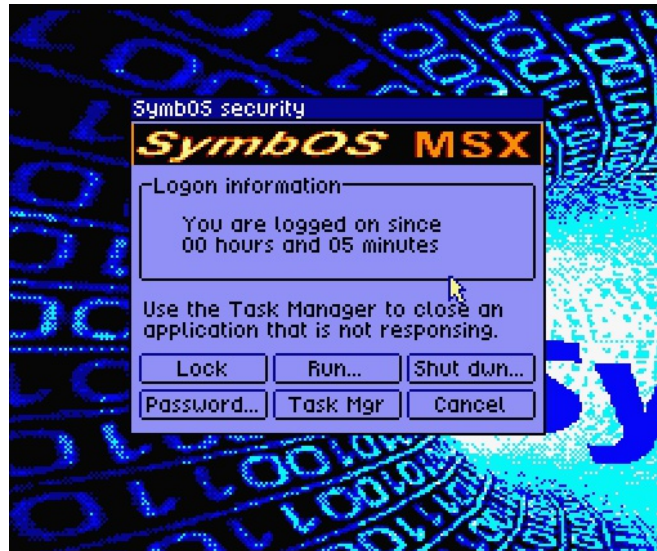 SymbOS security
SymbOS MSX
Logon information
You are logged on since
00 hours and 05 minutes
Use the Task Manager to close an
application that is not responsing.
Lock Run... Shut dwn...
Password... Task Mgr Cancel
Sy